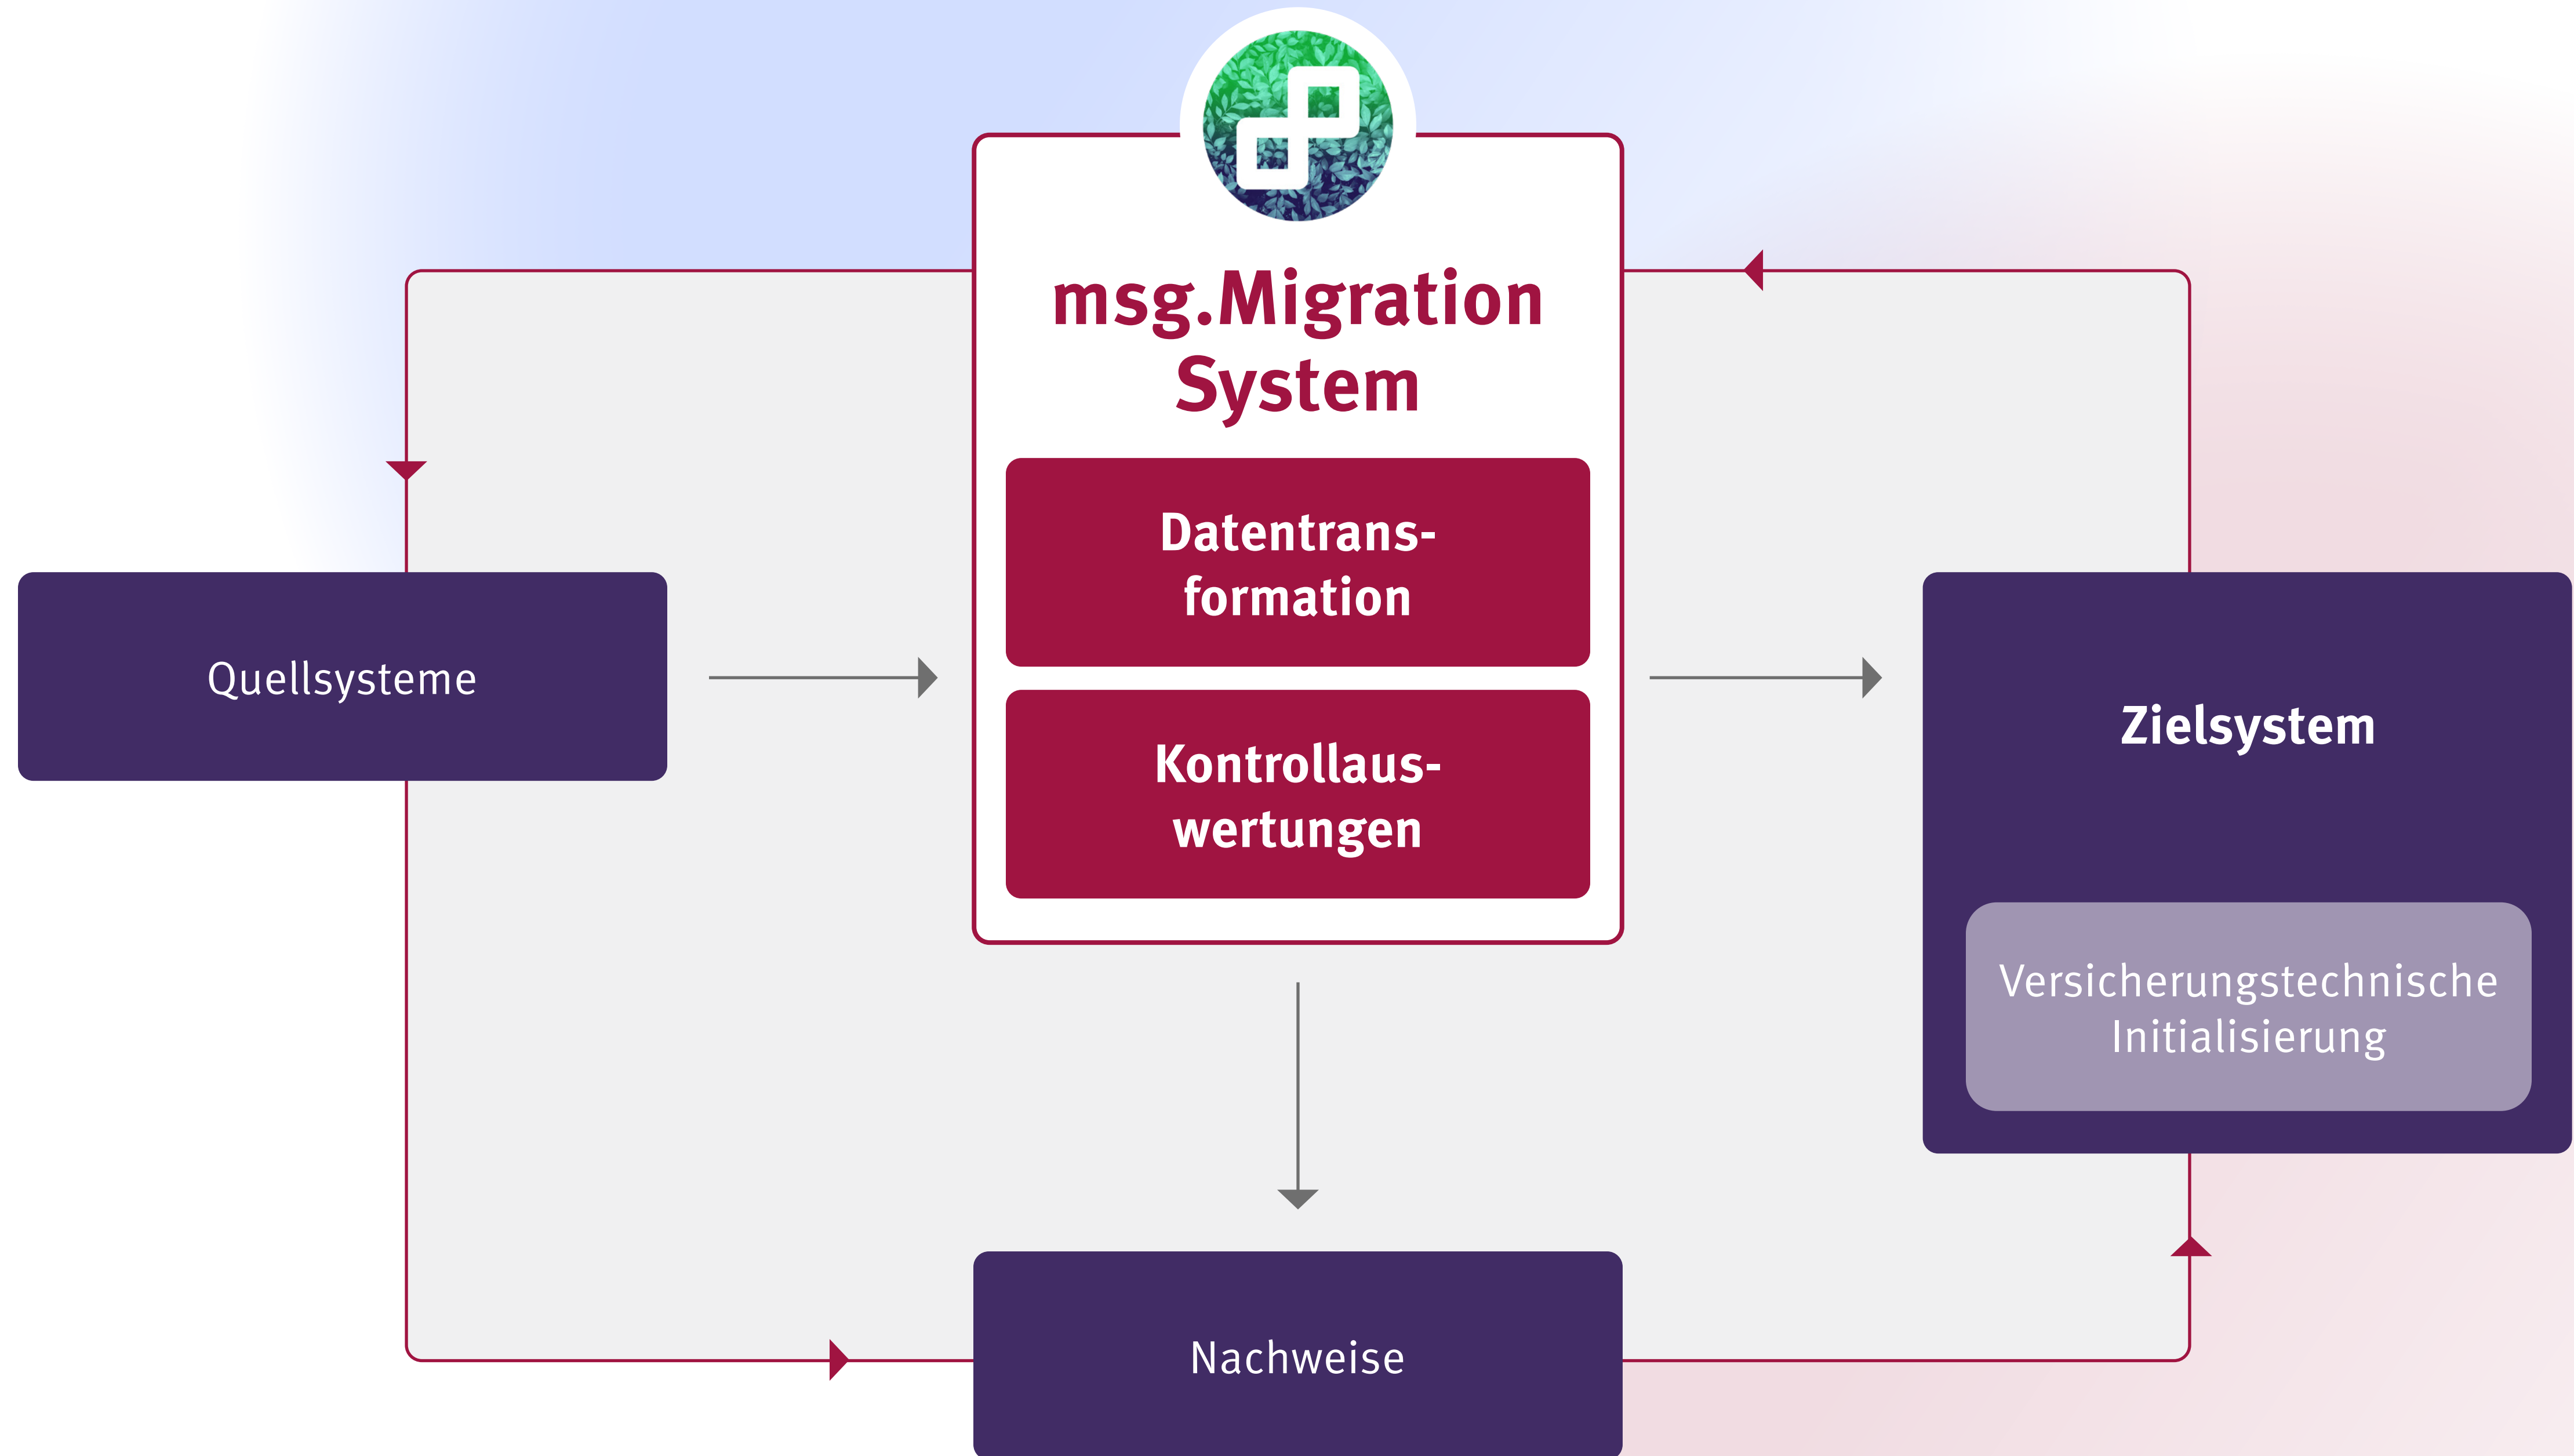 msg.Migration
System
Datentrans-
formation
Kontrollaus-
wertungen
Quellsysteme
Zielsystem
Versicherungstechnische
Initialisierung
Nachweise